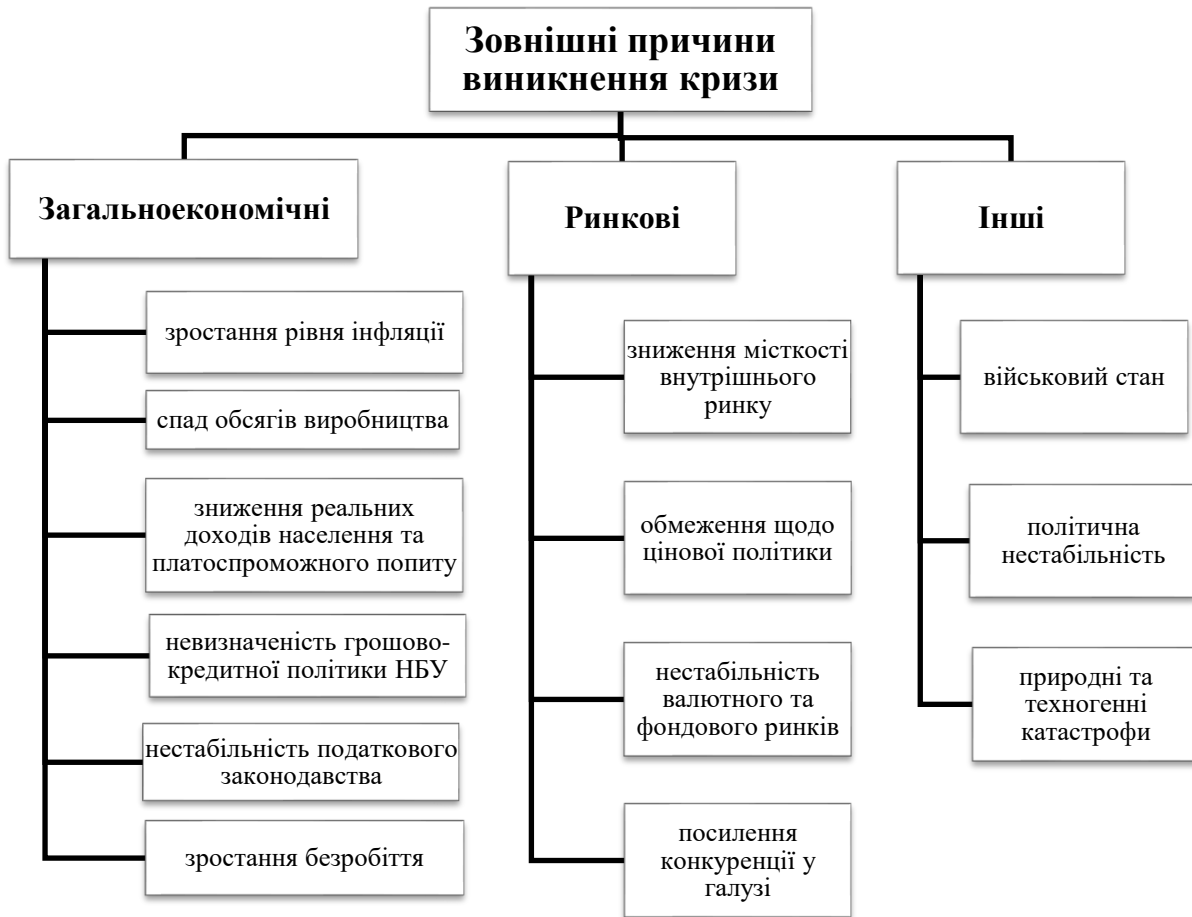 Зовнішні причини
виникнення кризи
Загальноекономічні
зростання рівня інфляції
спад обсягів виробництва
зниження реальних
доходів населення та
платоспроможного попиту
невизначеність грошово-
кредитної політики НБУ
нестабільність податкового
законодавства
зростання безробіття
Ринкові
зниження місткості
внутрішнього
ринку
обмеження щодо
цінової політики
нестабільність
валютного та
фондового ринків
посилення
конкуренції у
галузі
Інші
військовий стан
політична
нестабільність
природні та
техногенні
катастрофи